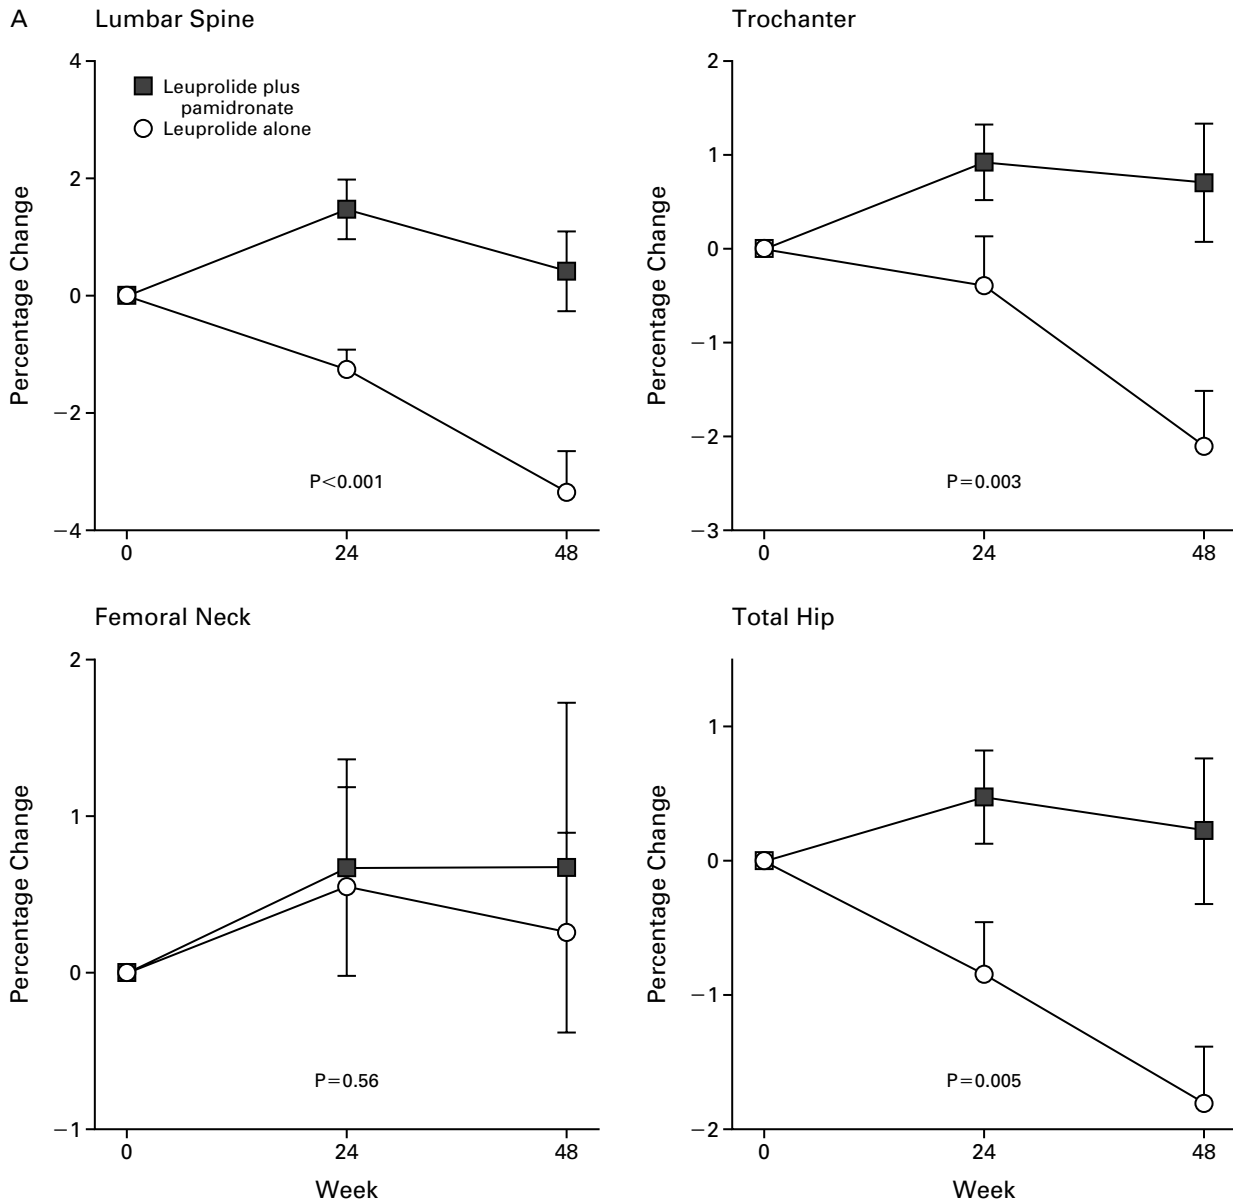 A
Lumbar Spine
Percentage Change
4
2
0
−2
−4
Leuprolide plus
pamidronate
Leuprolide alone
P<0.001
0 24 48
Trochanter
Percentage Change
2
1
0
−1
−2
−3
P=0.003
0 24 48
Femoral Neck
Percentage Change
2
1
0
−1
P=0.56
0 24 48
Week
Total Hip
Percentage Change
1
0
−1
−2
P=0.005
0 24 48
Week